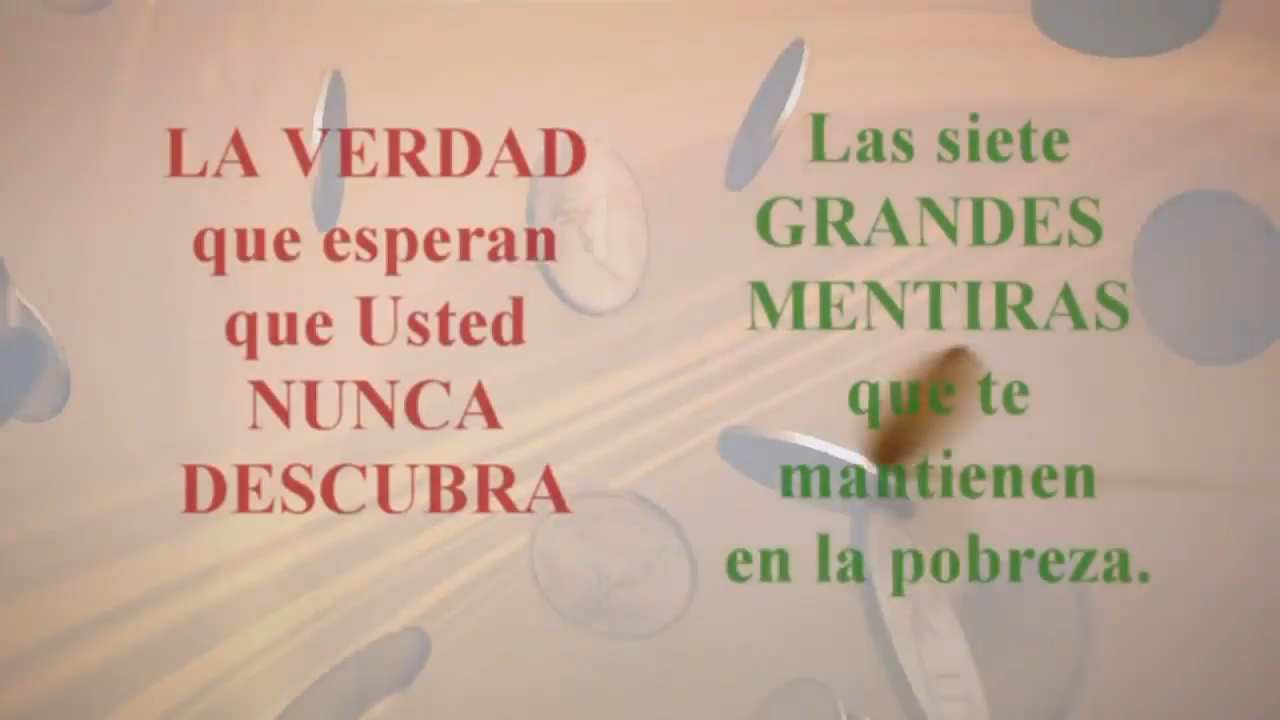 LA VERDAD
que esperan
que Usted
NUNCA
DESCUBRA
Las siete
GRANDES
MENTIRAS
que te
mantienen
en la pobreza.